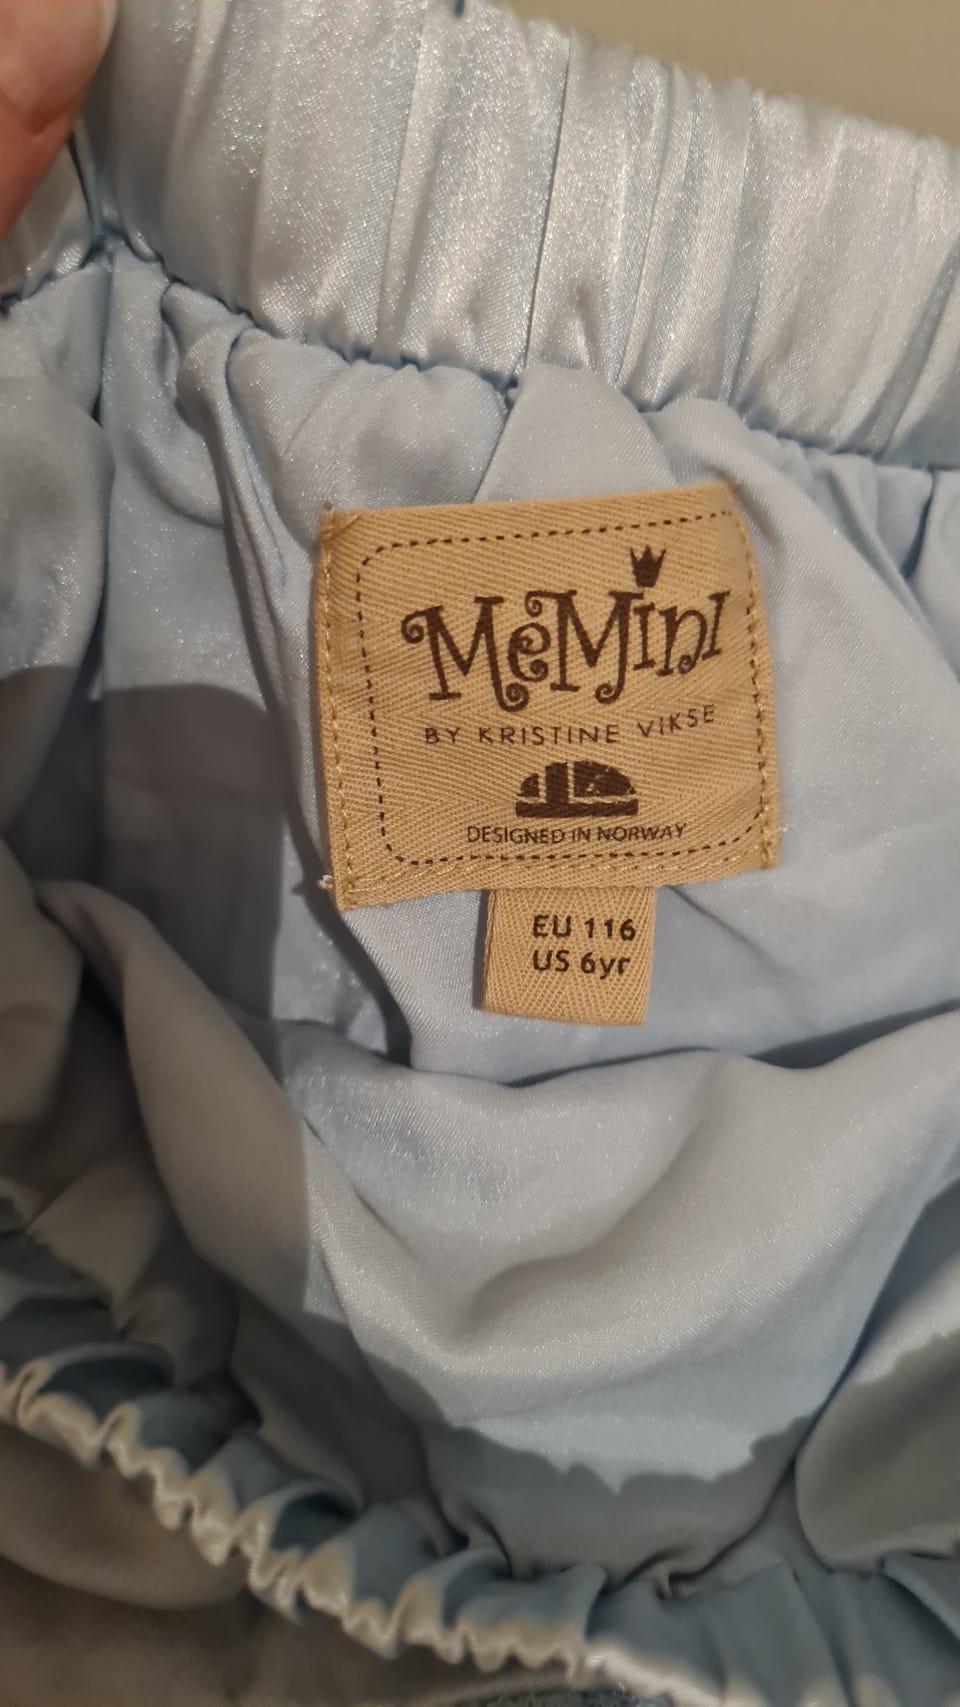 MeMini
BY KRISTINE VIKSE
DESIGNED IN NORWAY
EU 116
US 6yr